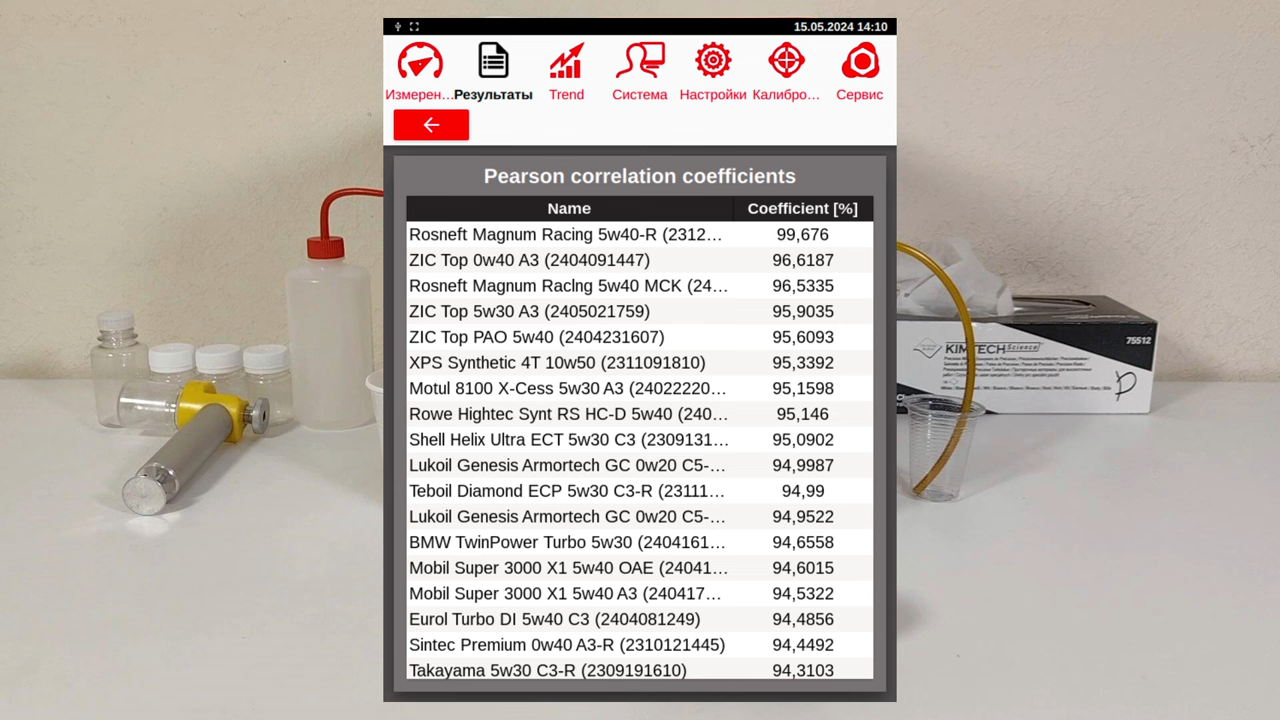 15.05.2024 14:10
Измерен... Результаты Trend Система Настройки Калибро... Сервис
Pearson correlation coefficients
Name Coefficient [%]
Rosneft Magnum Racing 5w40-R (2312... 99,676
ZIC Top 0w40 A3 (2404091447) 96,6187
Rosneft Magnum Raclng 5w40 MCK (24... 96,5335
ZIC Top 5w30 A3 (2405021759) 95,9035
ZIC Top PAO 5w40 (2404231607) 95,6093
XPS Synthetic 4T 10w50 (2311091810) 95,3392
Motul 8100 X-Cess 5w30 A3 (24022220... 95,1598
Rowe Hightec Synt RS HC-D 5w40 (240... 95,146
Shell Helix Ultra ECT 5w30 C3 (2309131... 95,0902
Lukoil Genesis Armortech GC 0w20 C5-... 94,9987
Teboil Diamond ECP 5w30 C3-R (23111... 94,99
Lukoil Genesis Armortech GC 0w20 C5-... 94,9522
BMW TwinPower Turbo 5w30 (2404161... 94,6558
Mobil Super 3000 X1 5w40 OAE (24041... 94,6015
Mobil Super 3000 X1 5w40 A3 (240417... 94,5322
Eurol Turbo DI 5w40 C3 (2404081249) 94,4856
Sintec Premium 0w40 A3-R (2310121445) 94,4492
Takayama 5w30 C3-R (2309191610) 94,3103
75512
KIMTECH Science
P